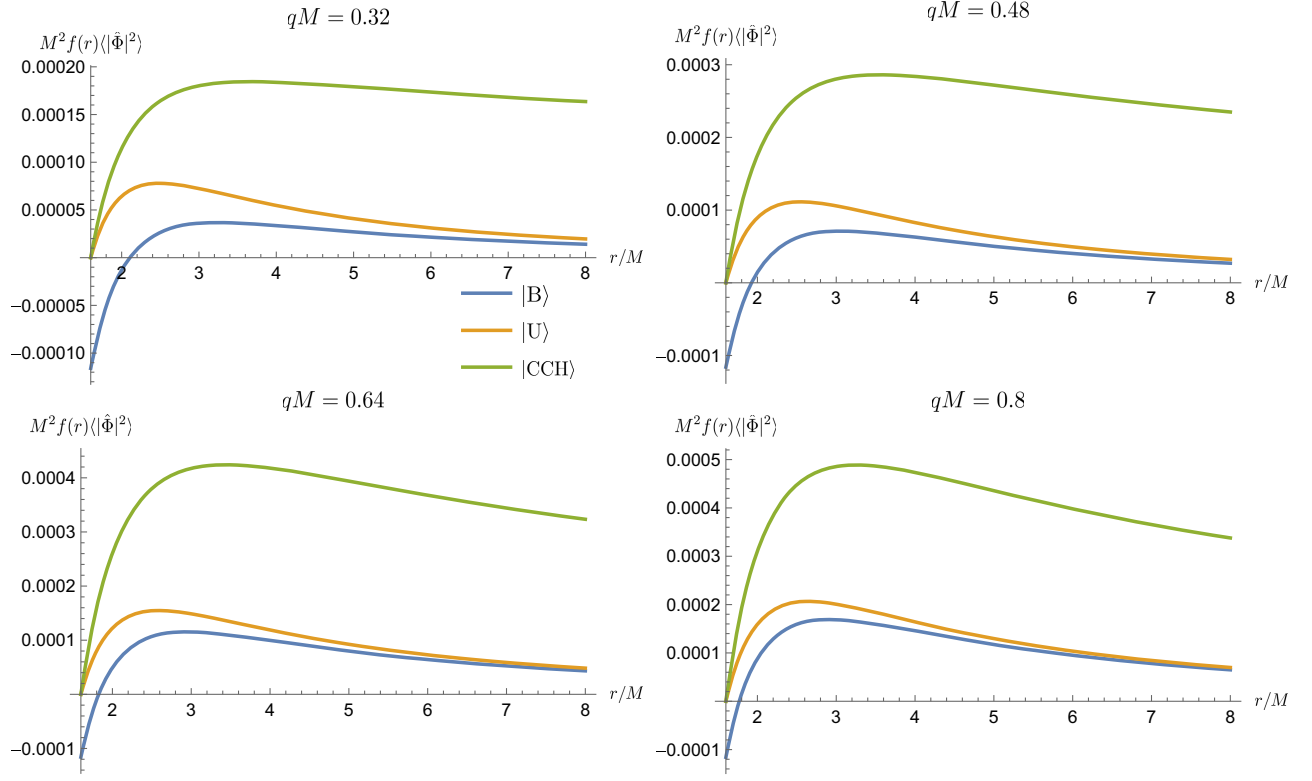 qM = 0.32
M²f(r)⟨|Φ̂|²⟩
0.00020
0.00015
0.00010
0.00005
−0.00005
−0.00010
2 3 4 5 6 7 8
r/M
|B⟩
|U⟩
|CCH⟩
qM = 0.48
M²f(r)⟨|Φ̂|²⟩
0.0003
0.0002
0.0001
−0.0001
2 3 4 5 6 7 8
r/M
qM = 0.64
M²f(r)⟨|Φ̂|²⟩
0.0004
0.0003
0.0002
0.0001
0
−0.0001
2 3 4 5 6 7 8
r/M
qM = 0.8
M²f(r)⟨|Φ̂|²⟩
0.0005
0.0004
0.0003
0.0002
0.0001
−0.0001
2 3 4 5 6 7 8
r/M